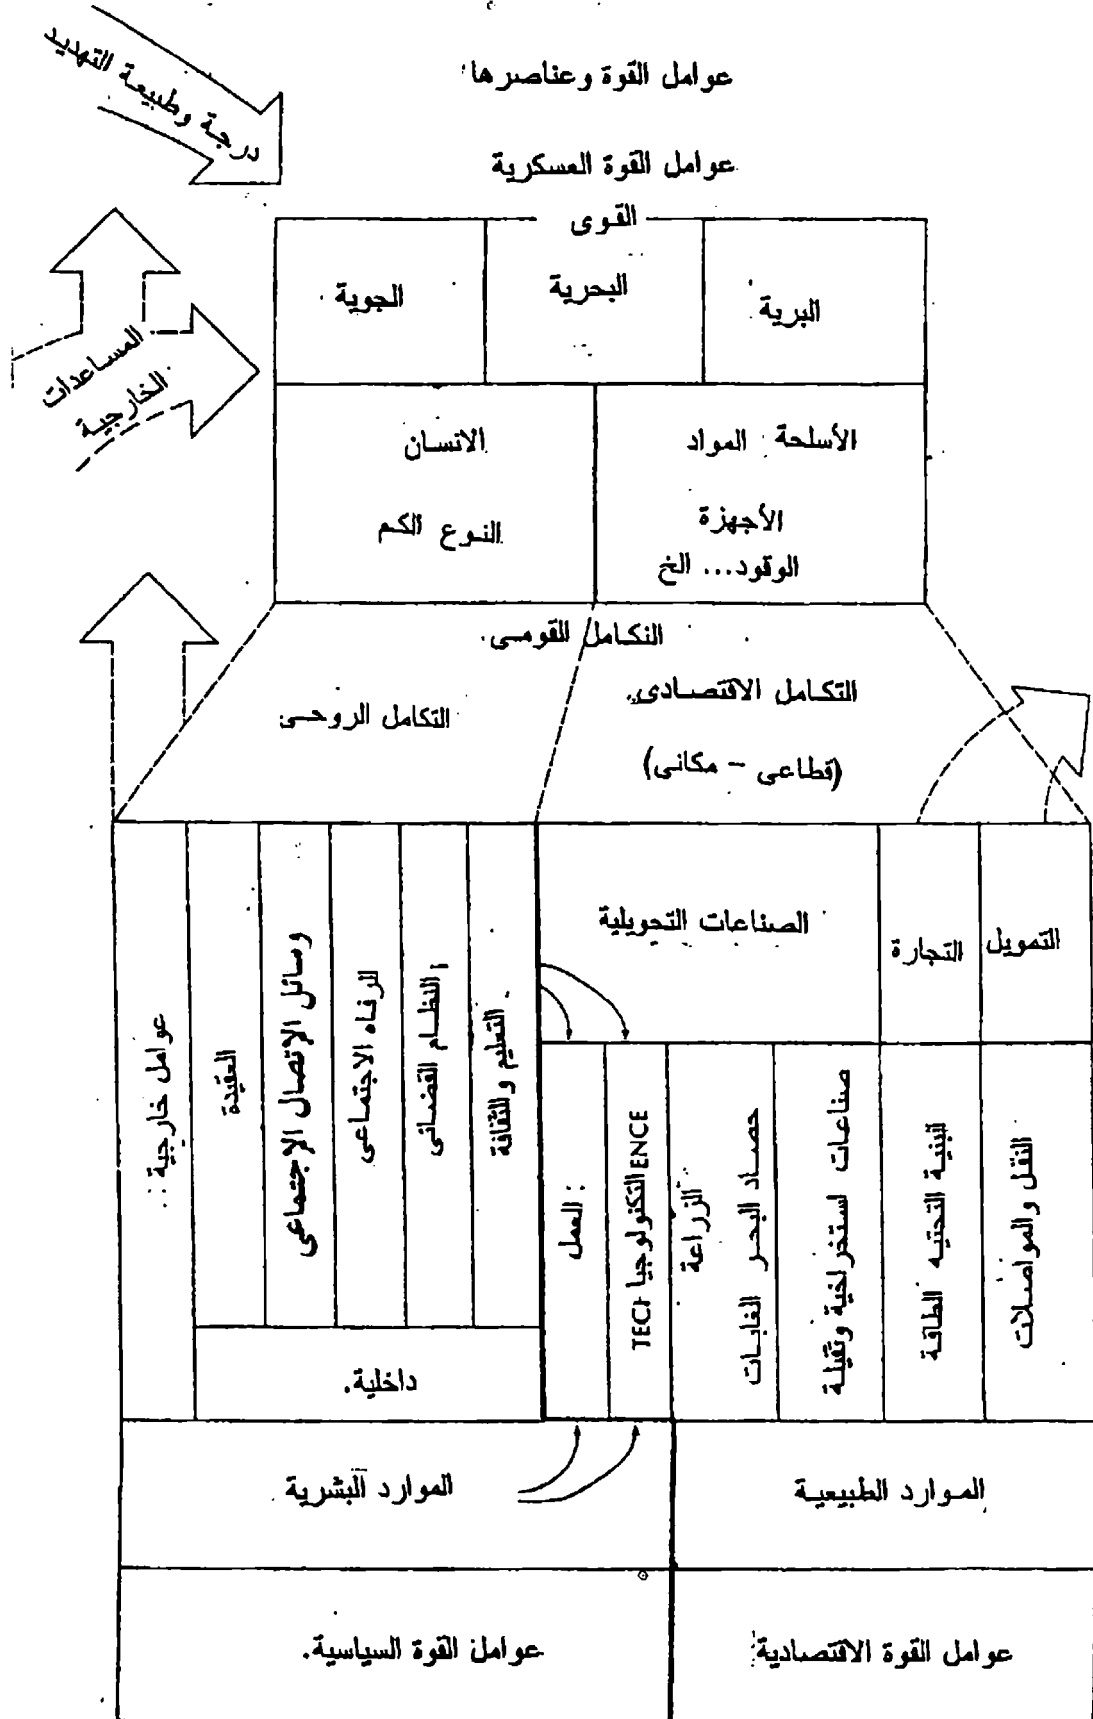 درجة وطبيعة التهديد
عوامل القوة وعناصرها
عوامل القوة العسكرية
القوى
البرية
البحرية
الجوية
المساعدات
الخارجية
الأسلحة المواد
الأجهزة
الوقود... الخ
الانسان
النوع الكم
التكامل القومى.
التكامل الاقتصادى
(قطاعى - مكانى)
التكامل الروحى
التمويل
التجارة
الصناعات التحويلية
النقل والمواصلات
البنية التحتيه الطاقة
صناعات استخراجية وثقيلة
الزراعة
حصاد البحر الغابات
TECH التكنولوجيا ENCE
العمل :
التعليم والثقافة
النظام القضائى
الرفاه الاجتماعى
وسائل الاتصال الإجتماعى
العقيدة
عوامل خارجية :
داخلية.
الموارد الطبيعية
الموارد البشرية
عوامل القوة الاقتصادية
عوامل القوة السياسية.